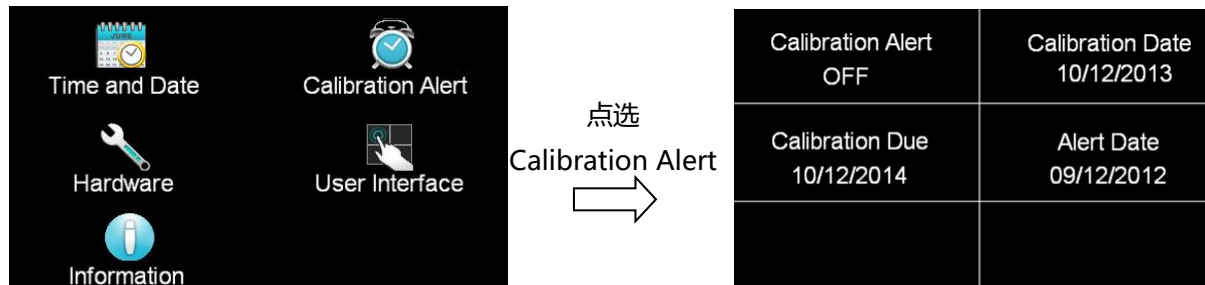 JUNE
Time and Date
Calibration Alert
Hardware
User Interface
Information
点选
Calibration Alert
Calibration Alert
OFF
Calibration Date
10/12/2013
Calibration Due
10/12/2014
Alert Date
09/12/2012